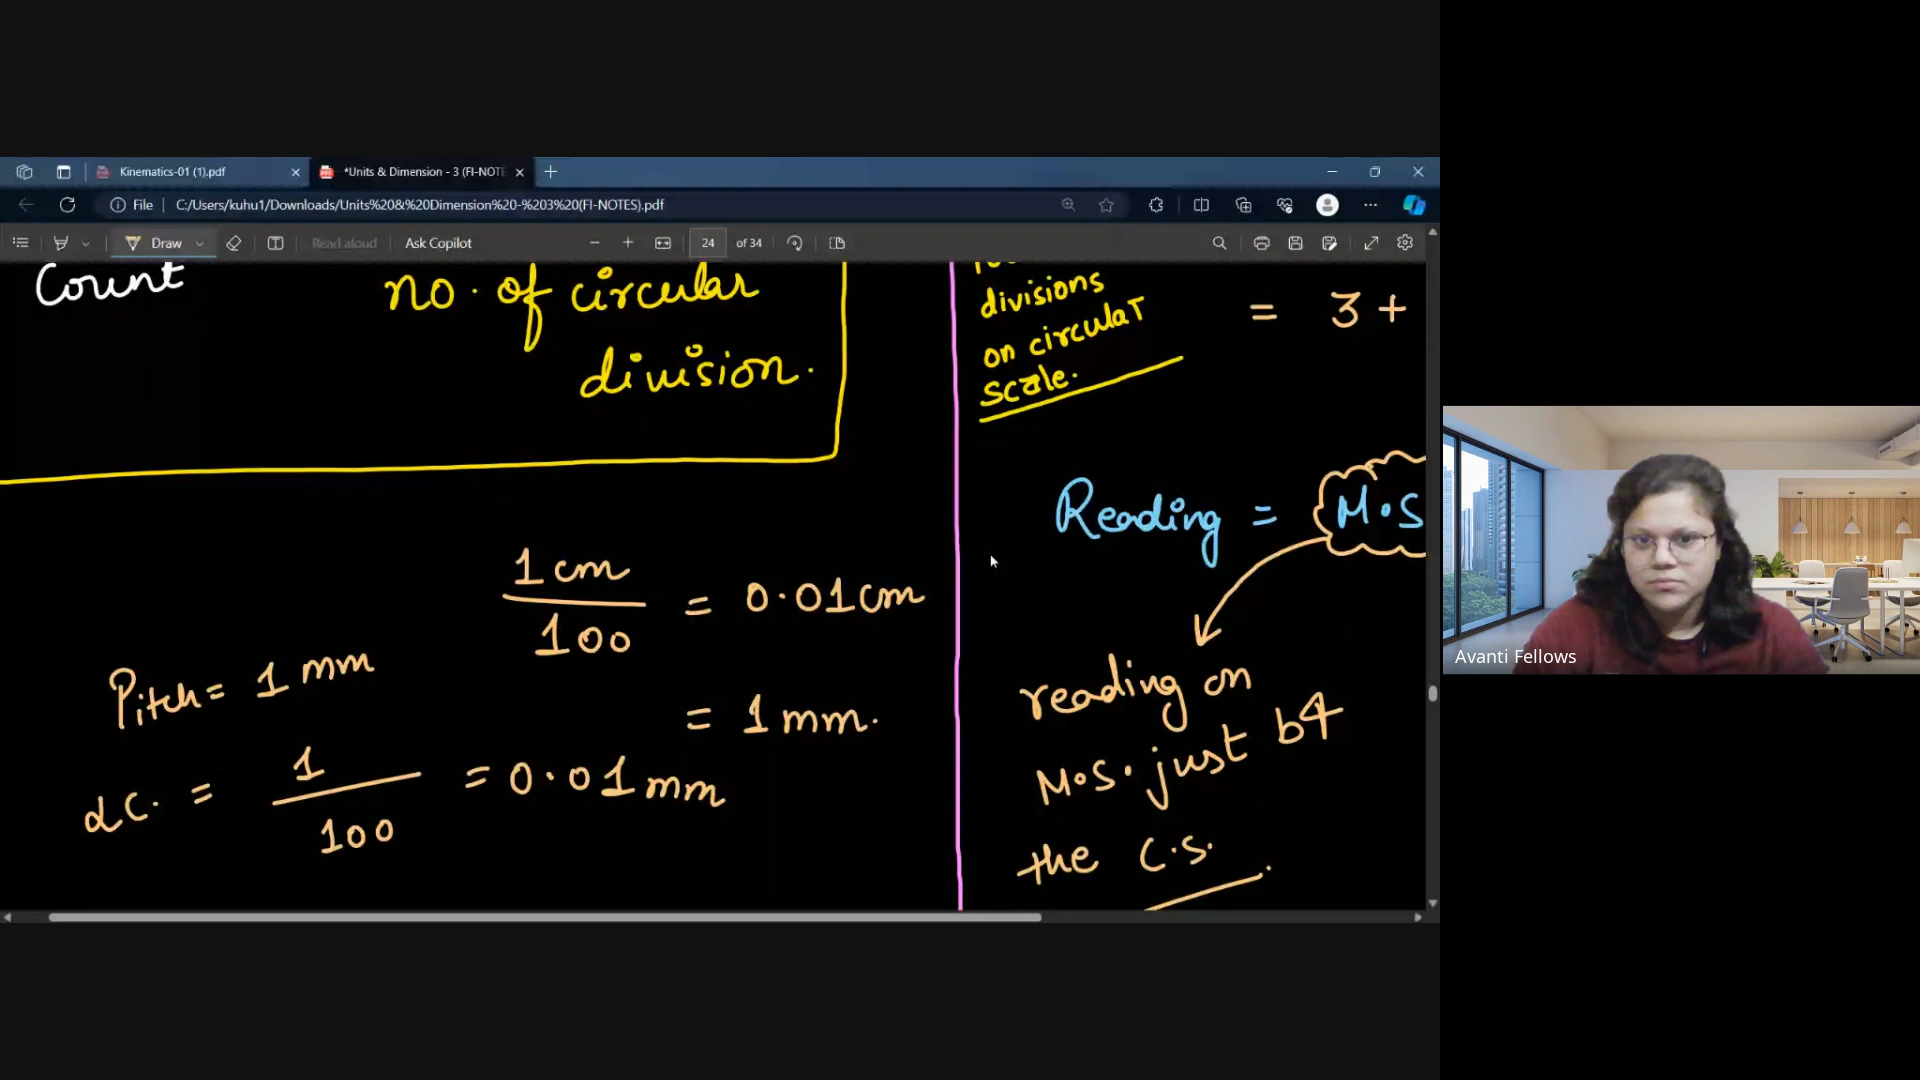 Kinematics-01 (1).pdf
*Units & Dimension - 3 (FI-NOTE
File
C:/Users/kuhu1/Downloads/Units%20&%20Dimension%20-%203%20(FI-NOTES).pdf
Draw
Read aloud
Ask Copilot
24
of 34
Count
no. of circular
division.
1 cm
100
= 0.01cm
= 1 mm.
Pitch = 1 mm
LC. = 1
100
= 0.01 mm
divisions
on circular
scale.
= 3 +
Reading = M.S
reading on
M.S. just b4
the C.S.
Avanti Fellows